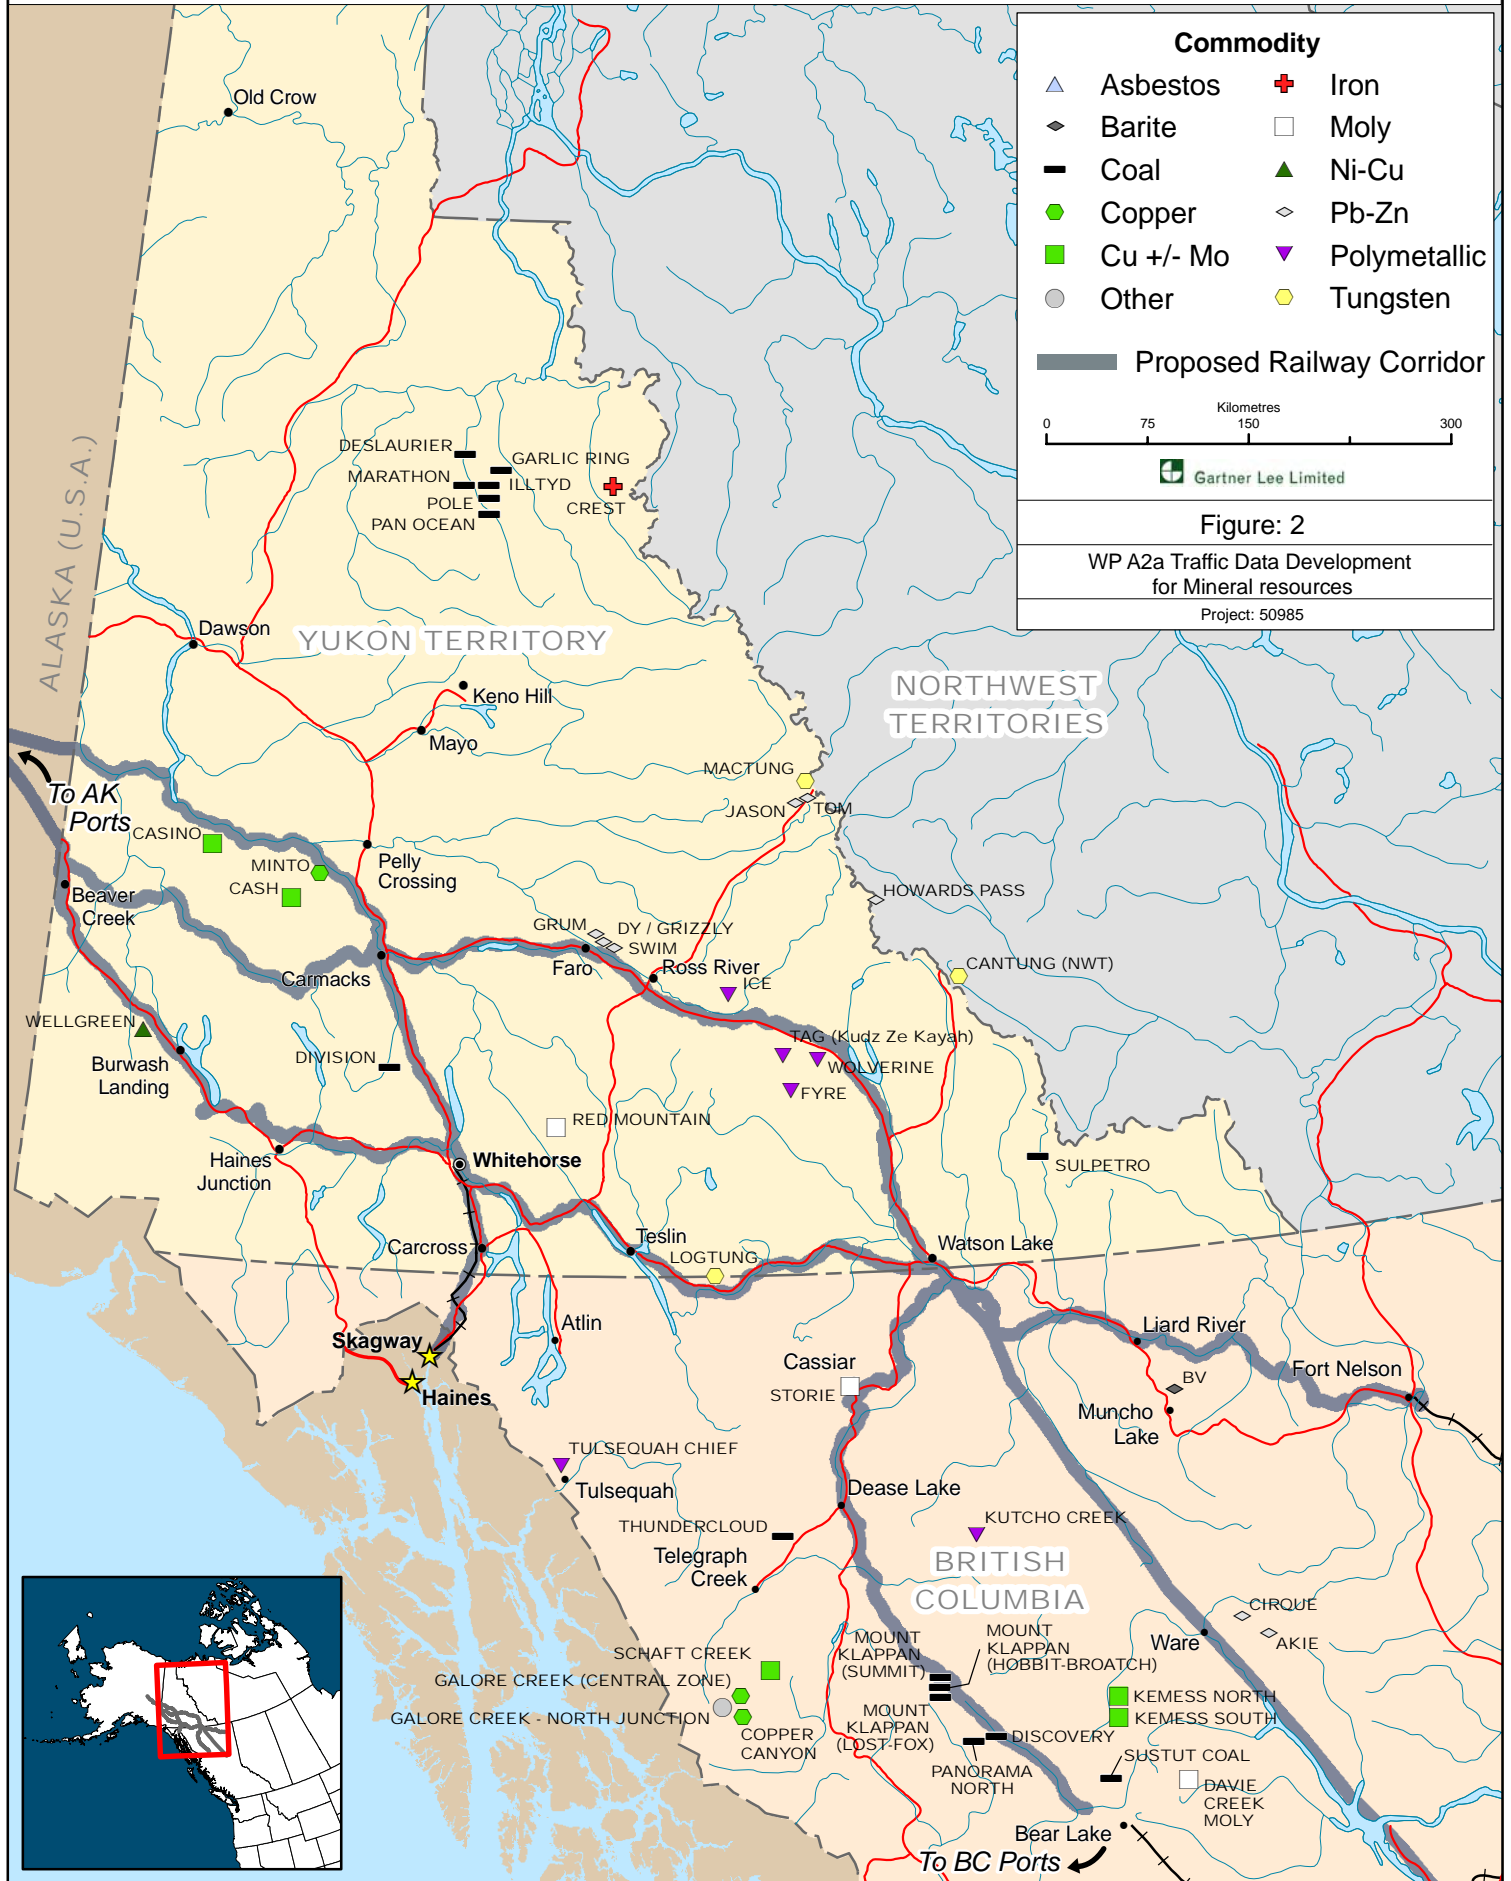 Commodity
Asbestos
Iron
Barite
Moly
Coal
Ni-Cu
Copper
Pb-Zn
Cu +/- Mo
Polymetallic
Other
Tungsten
Proposed Railway Corridor
Kilometres
0 75 150 300
Gartner Lee Limited
Figure: 2
WP A2a Traffic Data Development
for Mineral resources
Project: 50985
Old Crow
ALASKA (U.S.A.)
DESLAURIER
GARLIC RING
MARATHON
ILLTYD
POLE
PAN OCEAN
CREST
Dawson
YUKON TERRITORY
NORTHWEST
TERRITORIES
Keno Hill
Mayo
MACTUNG
JASON
TOM
To AK
Ports
CASINO
MINTO
CASH
Pelly
Crossing
Beaver
Creek
HOWARDS PASS
GRUM
DY / GRIZZLY
SWIM
Faro
Ross River
ICE
Carmacks
CANTUNG (NWT)
WELLGREEN
TAG (Kudz Ze Kayah)
WOLVERINE
FYRE
DIVISION
Burwash
Landing
RED MOUNTAIN
Haines
Junction
Whitehorse
SULPETRO
Carcross
Teslin
LOGTUNG
Watson Lake
Skagway
Haines
Atlin
Cassiar
STORIE
Liard River
Fort Nelson
BV
Muncho
Lake
TULSEQUAH CHIEF
Tulsequah
Dease Lake
THUNDERCLOUD
KUTCHO CREEK
Telegraph
Creek
BRITISH
COLUMBIA
CIRQUE
AKIE
Ware
SCHAFT CREEK
GALORE CREEK (CENTRAL ZONE)
GALORE CREEK - NORTH JUNCTION
COPPER
CANYON
MOUNT
KLAPPAN
(SUMMIT)
MOUNT
KLAPPAN
(HOBBIT-BROATCH)
MOUNT
KLAPPAN
(LOST-FOX)
KEMESS NORTH
KEMESS SOUTH
DISCOVERY
PANORAMA
NORTH
SUSTUT COAL
DAVIE
CREEK
MOLY
Bear Lake
To BC Ports